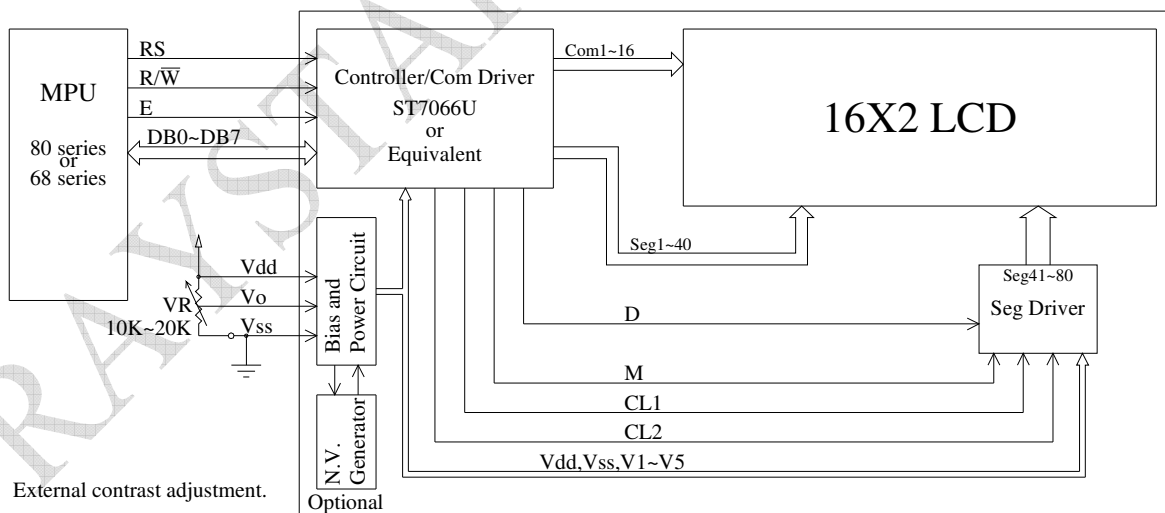 RS
R/W̅
E
DB0~DB7
MPU
80 series
or
68 series
Controller/Com Driver
ST7066U
or
Equivalent
Com1~16
16X2 LCD
Seg1~40
Seg41~80
Seg Driver
Vdd
Vo
VR
10K~20K
Vss
Bias and
Power Circuit
N.V.
Generator
Optional
D
M
CL1
CL2
Vdd,Vss,V1~V5
External contrast adjustment.
RAYSTA